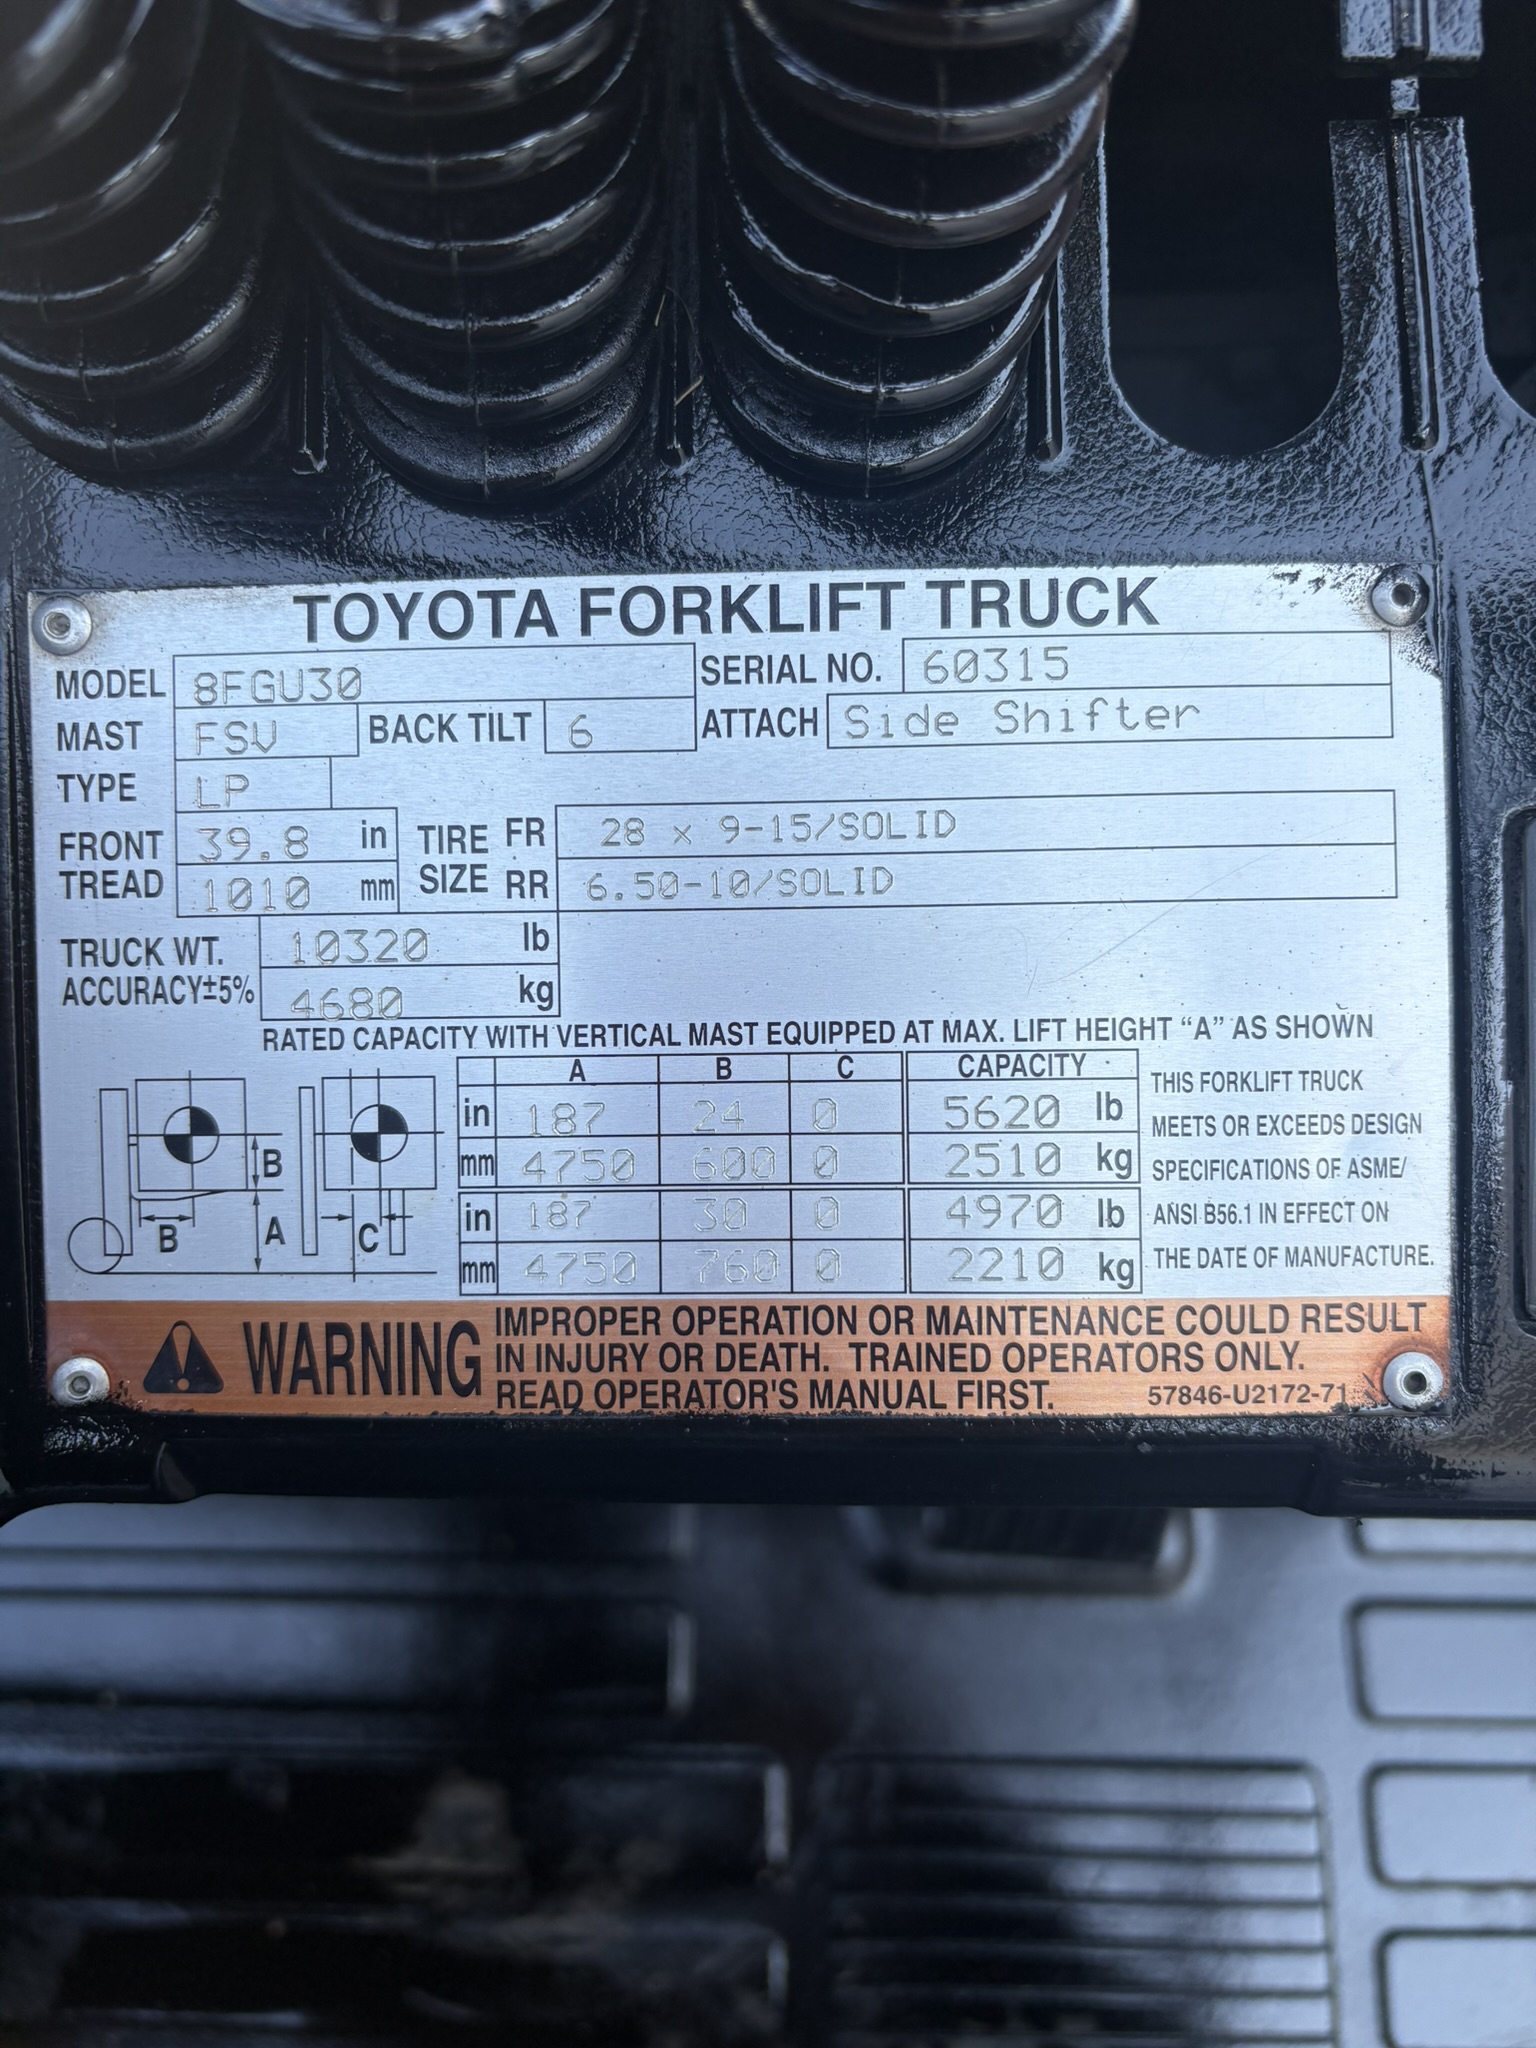 TOYOTA FORKLIFT TRUCK
MODEL 8FGU30 SERIAL NO. 60315
MAST FSV BACK TILT 6 ATTACH Side Shifter
TYPE LP
FRONT TREAD 39.8 in 1010 mm
TIRE SIZE FR 28 x 9-15/SOLID
RR 6.50-10/SOLID
TRUCK WT. 10320 lb
ACCURACY±5% 4680 kg
RATED CAPACITY WITH VERTICAL MAST EQUIPPED AT MAX. LIFT HEIGHT "A" AS SHOWN
A B C CAPACITY
in 187 24 0 5620 lb
mm 4750 600 0 2510 kg
in 187 30 0 4970 lb
mm 4750 760 0 2210 kg
B
B
A
C
THIS FORKLIFT TRUCK
MEETS OR EXCEEDS DESIGN
SPECIFICATIONS OF ASME/
ANSI B56.1 IN EFFECT ON
THE DATE OF MANUFACTURE.
WARNING
IMPROPER OPERATION OR MAINTENANCE COULD RESULT
IN INJURY OR DEATH. TRAINED OPERATORS ONLY.
READ OPERATOR'S MANUAL FIRST.
57846-U2172-71